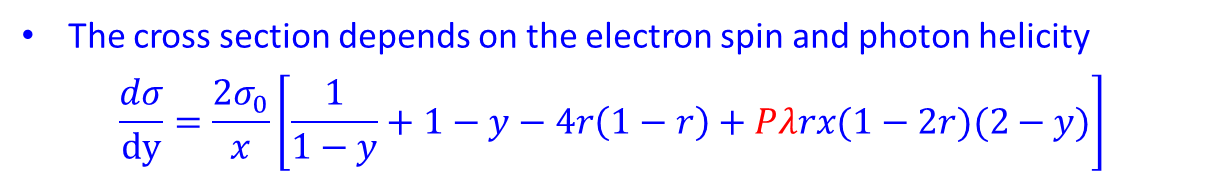 • The cross section depends on the electron spin and photon helicity
dσ/dy = 2σ₀/x [1/(1 − y) + 1 − y − 4r(1 − r) + Pλrx(1 − 2r)(2 − y)]